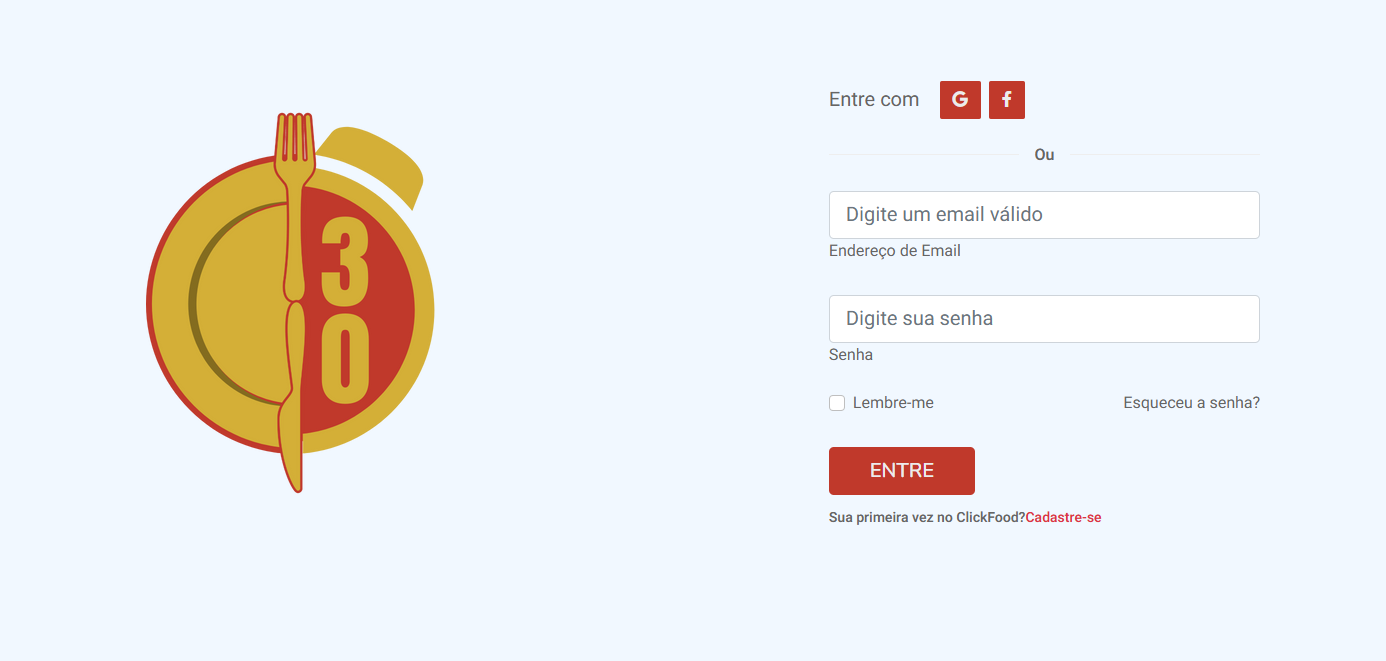 30
Entre com
Ou
Digite um email válido
Endereço de Email
Digite sua senha
Senha
Lembre-me Esqueceu a senha?
ENTRE
Sua primeira vez no ClickFood?Cadastre-se